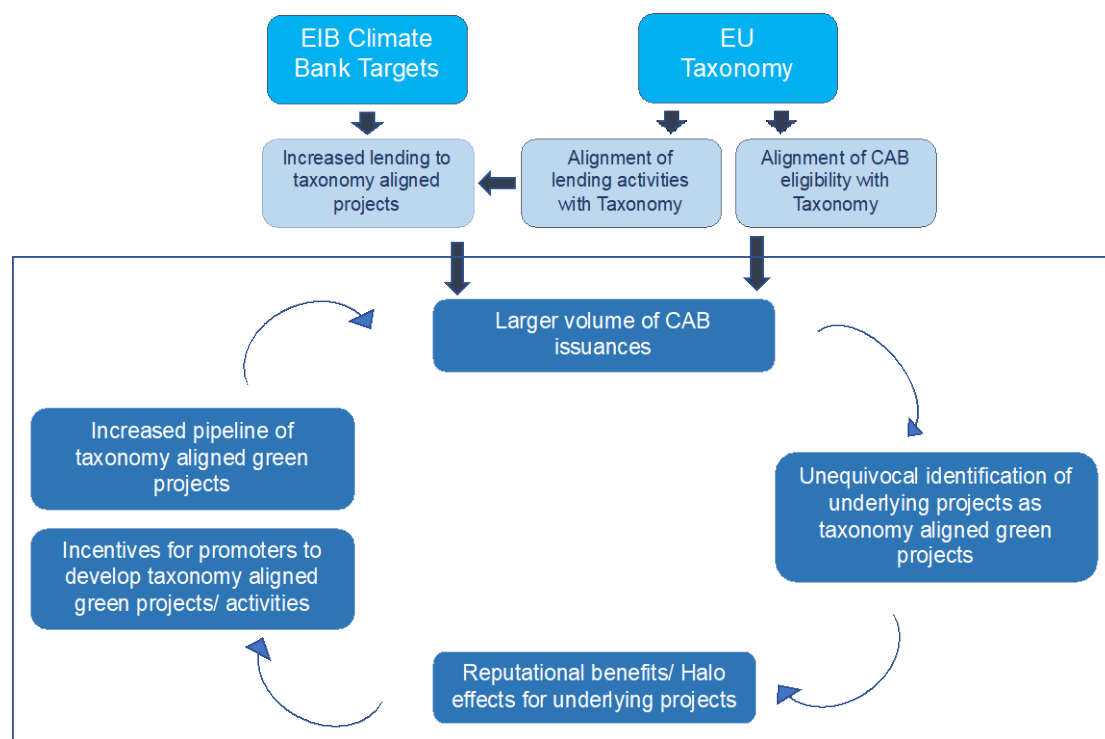 EIB Climate
Bank Targets
EU
Taxonomy
Increased lending to
taxonomy aligned
projects
Alignment of
lending activities
with Taxonomy
Alignment of CAB
eligibility with
Taxonomy
Larger volume of CAB
issuances
Increased pipeline of
taxonomy aligned green
projects
Unequivocal identification of
underlying projects as
taxonomy aligned green
projects
Incentives for promoters to
develop taxonomy aligned
green projects/ activities
Reputational benefits/ Halo
effects for underlying projects